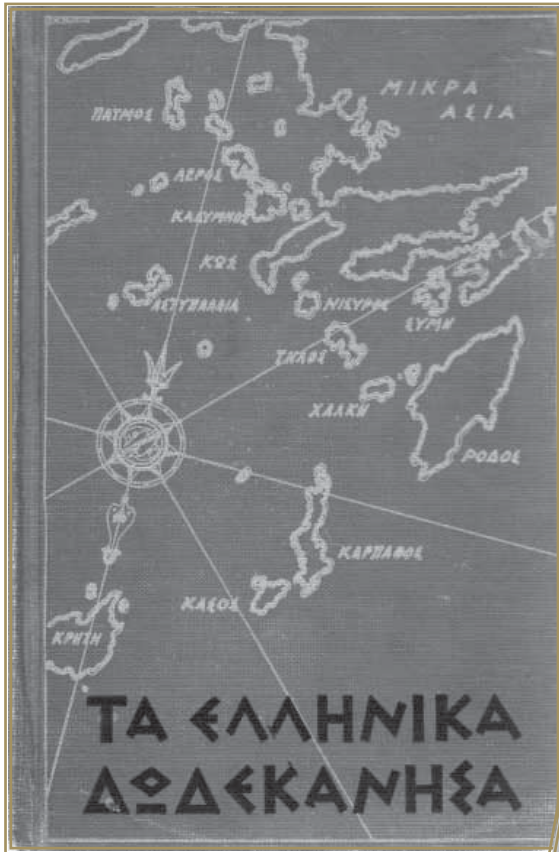 ΜΙΚΡΑ
ΑΣΙΑ
ΠΑΤΜΟΣ
ΛΕΡΟΣ
ΚΑΛΥΜΝΟΣ
ΚΩΣ
ΑΣΤΥΠΑΛΑΙΑ
ΝΙΣΥΡΟΣ
ΣΥΜΗ
ΤΗΛΟΣ
ΧΑΛΚΗ
ΡΟΔΟΣ
ΚΑΡΠΑΘΟΣ
ΚΑΣΟΣ
ΚΡΗΤΗ
ΤΑ ΕΛΛΗΝΙΚΑ
ΔΩΔΕΚΑΝΗΣΑ